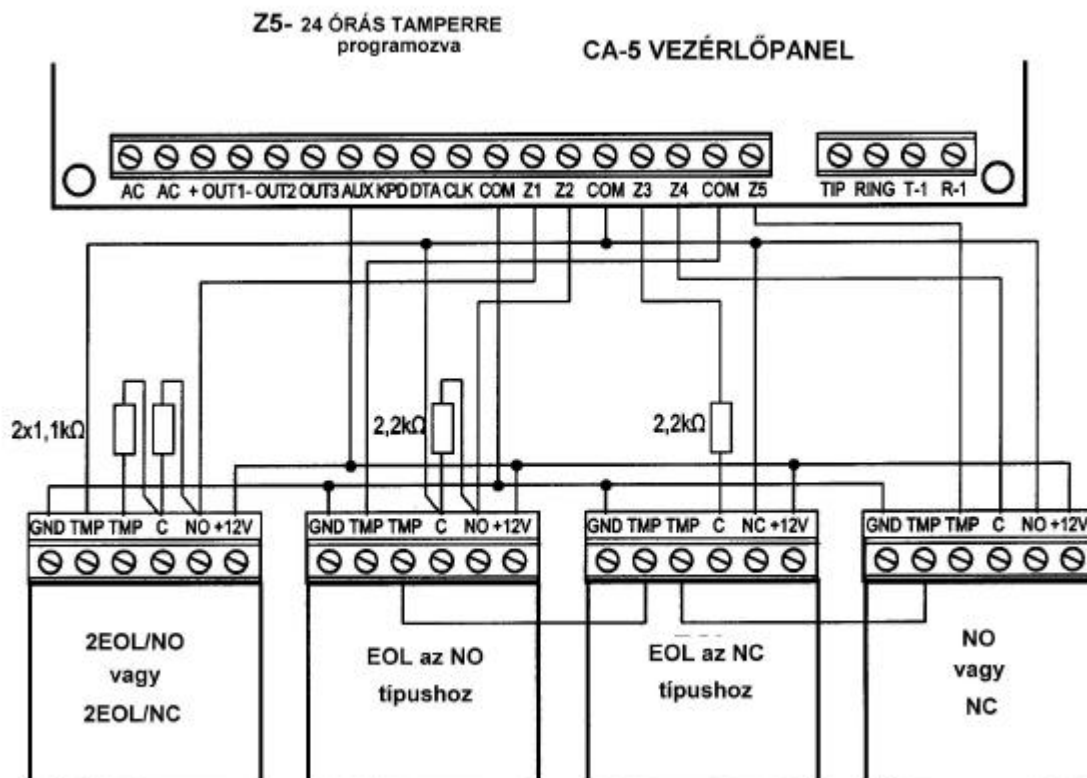 Z5- 24 ÓRÁS TAMPERRE
programozva
CA-5 VEZÉRLŐPANEL
AC AC + OUT1- OUT2 OUT3 AUX KPD DTA CLK COM Z1 Z2 COM Z3 Z4 COM Z5
TIP RING T-1 R-1
2x1,1kΩ
2,2kΩ
2,2kΩ
GND TMP TMP C NO +12V
GND TMP TMP C NO +12V
GND TMP TMP C NC +12V
GND TMP TMP C NO +12V
2EOL/NO
vagy
2EOL/NC
EOL az NO
típushoz
EOL az NC
típushoz
NO
vagy
NC